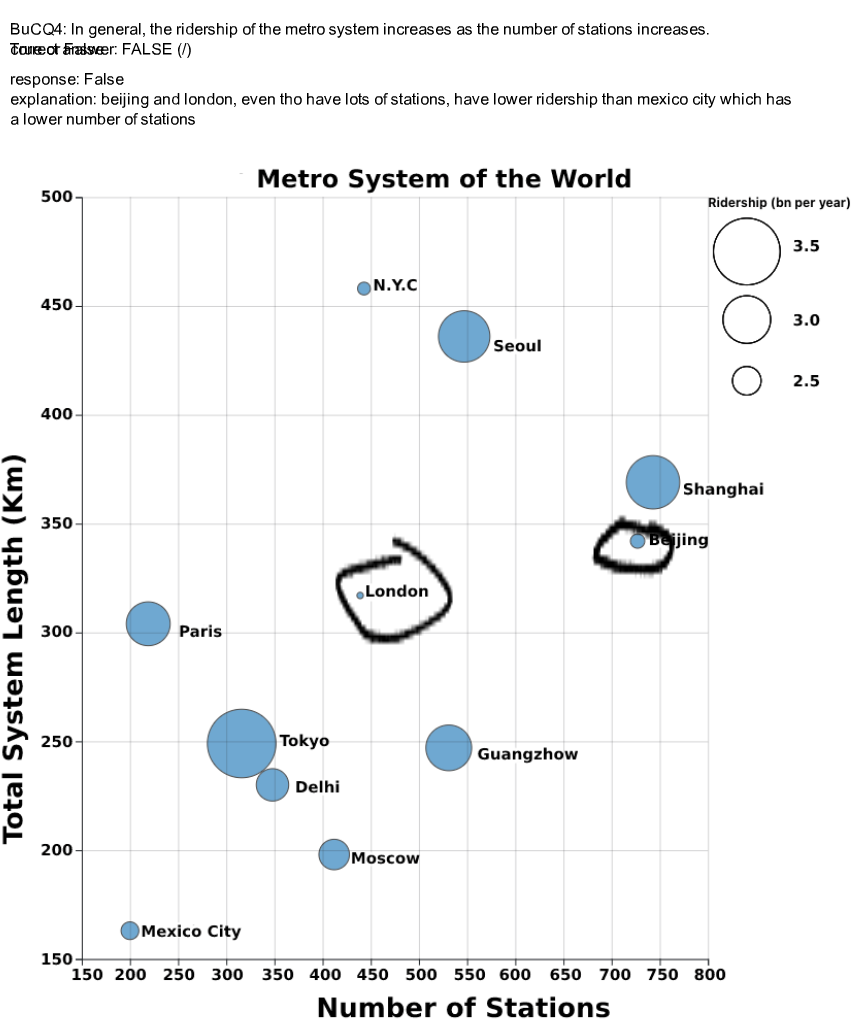 BuCQ4: In general, the ridership of the metro system increases as the number of stations increases.
True or False
correct answer: FALSE (/)
response: False
explanation: beijing and london, even tho have lots of stations, have lower ridership than mexico city which has
a lower number of stations
Metro System of the World
Ridership (bn per year)
3.5
3.0
2.5
500
450
400
350
300
250
200
150
Total System Length (Km)
N.Y.C
Seoul
Shanghai
Beijing
London
Paris
Tokyo
Guangzhow
Delhi
Moscow
Mexico City
150 200 250 300 350 400 450 500 550 600 650 700 750 800
Number of Stations